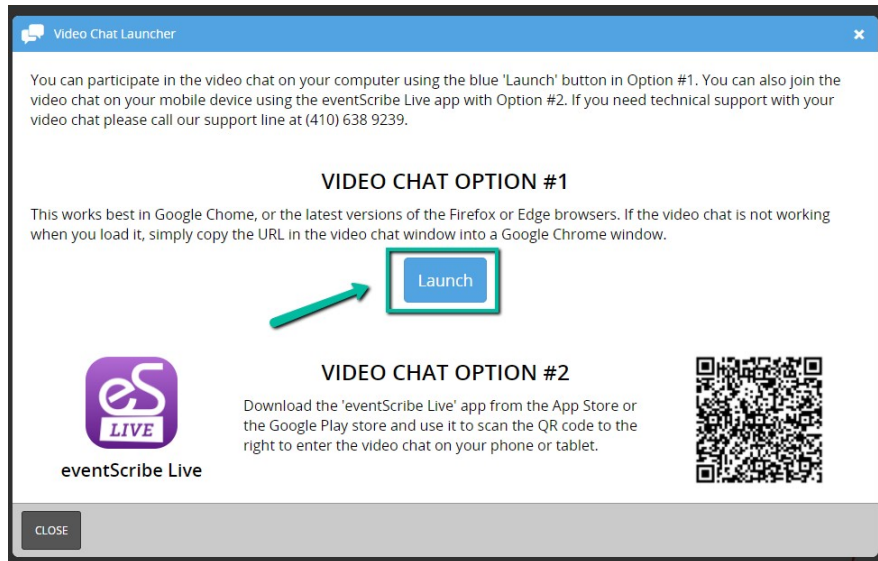 Video Chat Launcher
×
You can participate in the video chat on your computer using the blue 'Launch' button in Option #1. You can also join the
video chat on your mobile device using the eventScribe Live app with Option #2. If you need technical support with your
video chat please call our support line at (410) 638 9239.
VIDEO CHAT OPTION #1
This works best in Google Chome, or the latest versions of the Firefox or Edge browsers. If the video chat is not working
when you load it, simply copy the URL in the video chat window into a Google Chrome window.
Launch
eS
LIVE
eventScribe Live
VIDEO CHAT OPTION #2
Download the 'eventScribe Live' app from the App Store or
the Google Play store and use it to scan the QR code to the
right to enter the video chat on your phone or tablet.
CLOSE